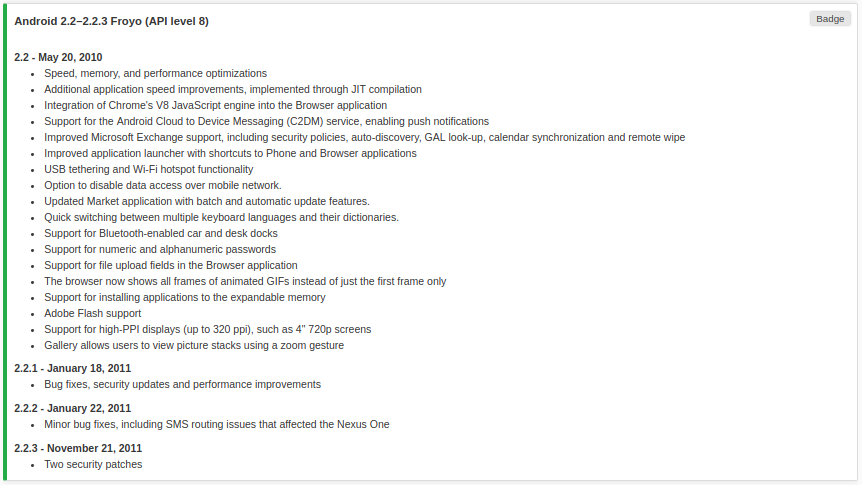 Android 2.2–2.2.3 Froyo (API level 8)
Badge
2.2 - May 20, 2010
Speed, memory, and performance optimizations
Additional application speed improvements, implemented through JIT compilation
Integration of Chrome's V8 JavaScript engine into the Browser application
Support for the Android Cloud to Device Messaging (C2DM) service, enabling push notifications
Improved Microsoft Exchange support, including security policies, auto-discovery, GAL look-up, calendar synchronization and remote wipe
Improved application launcher with shortcuts to Phone and Browser applications
USB tethering and Wi-Fi hotspot functionality
Option to disable data access over mobile network.
Updated Market application with batch and automatic update features.
Quick switching between multiple keyboard languages and their dictionaries.
Support for Bluetooth-enabled car and desk docks
Support for numeric and alphanumeric passwords
Support for file upload fields in the Browser application
The browser now shows all frames of animated GIFs instead of just the first frame only
Support for installing applications to the expandable memory
Adobe Flash support
Support for high-PPI displays (up to 320 ppi), such as 4" 720p screens
Gallery allows users to view picture stacks using a zoom gesture
2.2.1 - January 18, 2011
Bug fixes, security updates and performance improvements
2.2.2 - January 22, 2011
Minor bug fixes, including SMS routing issues that affected the Nexus One
2.2.3 - November 21, 2011
Two security patches